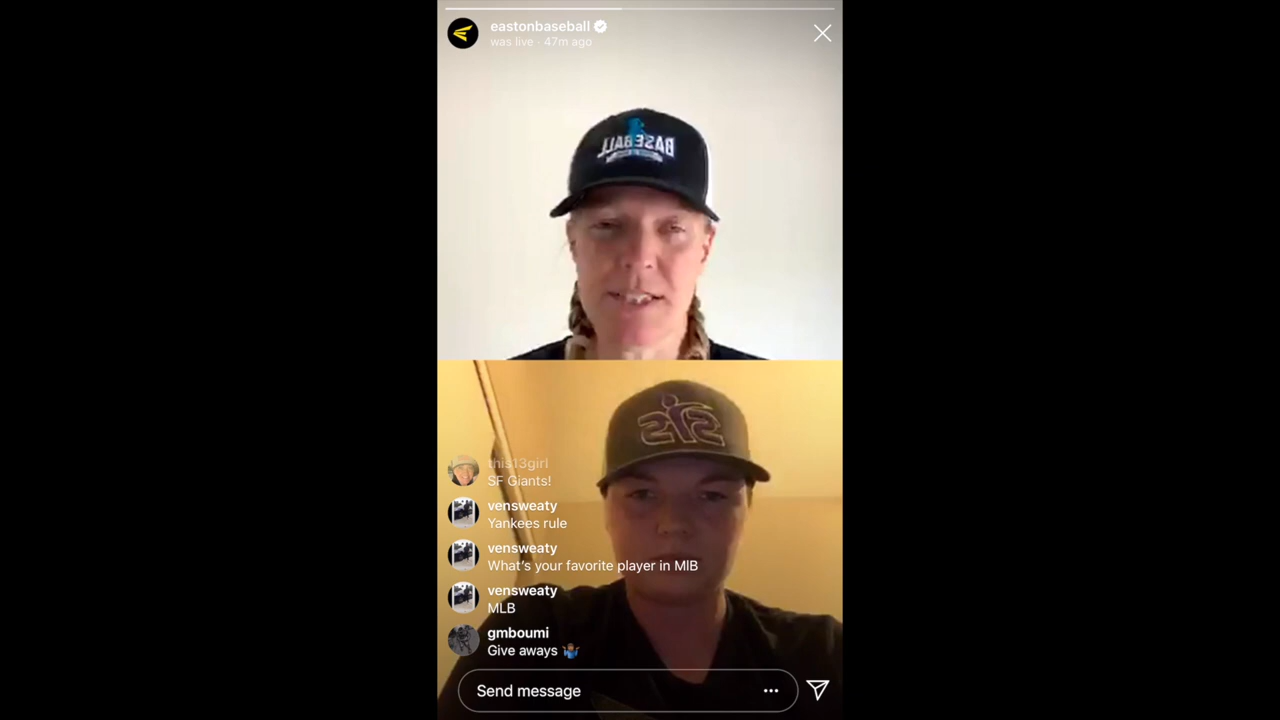 eastonbaseball
was live · 47m ago
BASEBALL
this13girl
SF Giants!
vensweaty
Yankees rule
vensweaty
What's your favorite player in MlB
vensweaty
MLB
gmboumi
Give aways 🤷🏾‍♂️
Send message